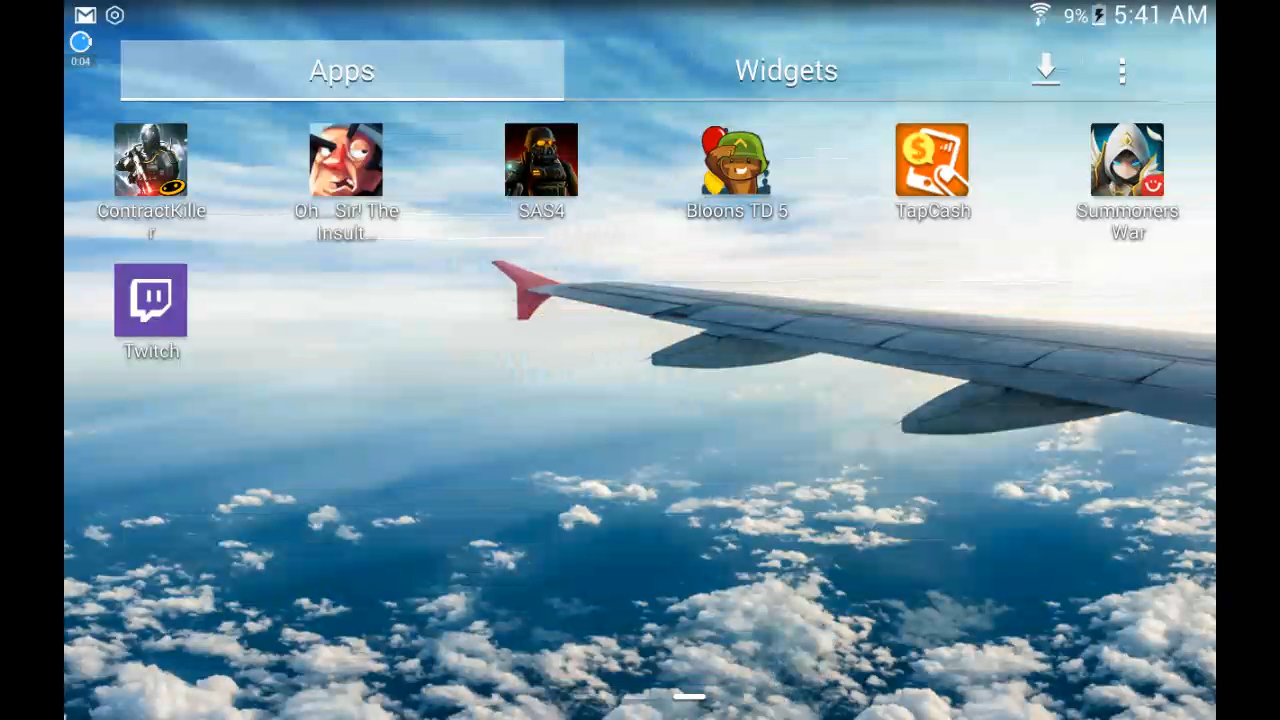 9% 5:41 AM
0:04
Apps Widgets
ContractKille
r
Oh...Sir! The
Insult...
SAS4
Bloons TD 5
TapCash
Summoners
War
Twitch